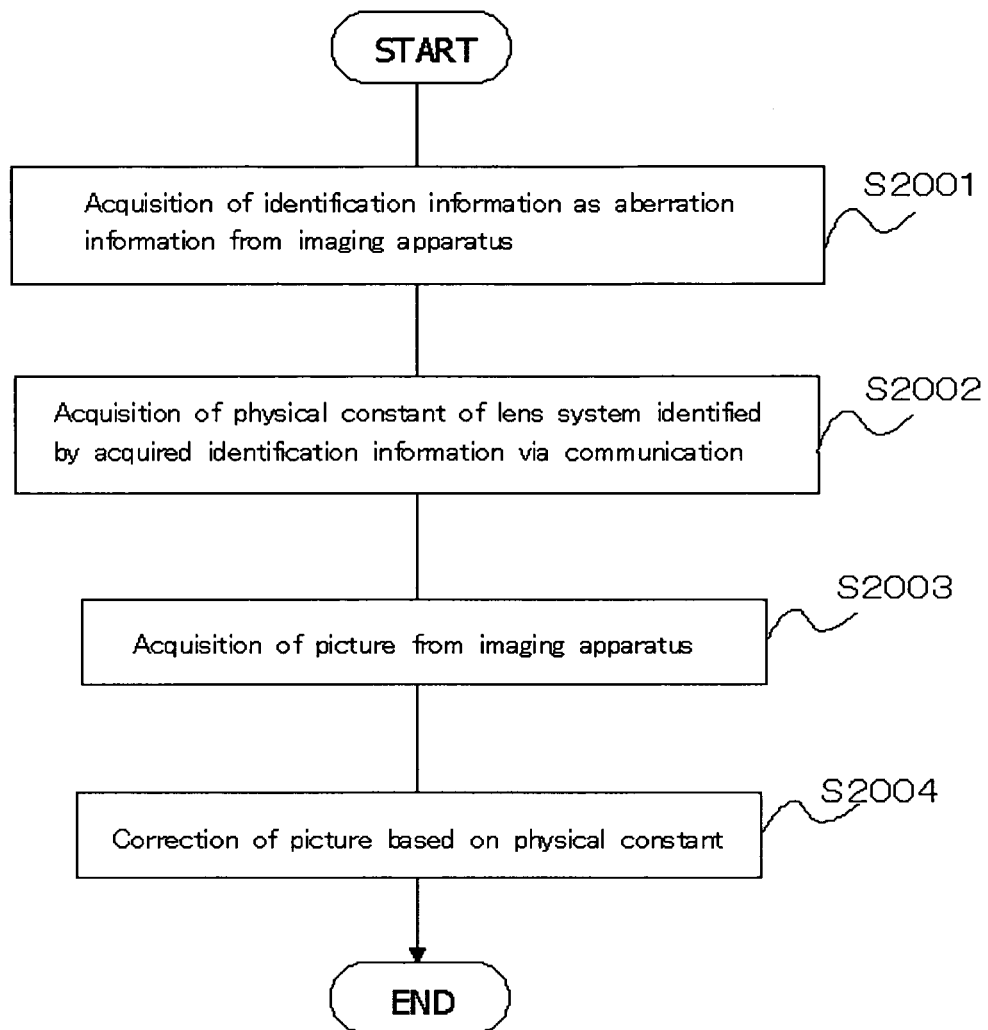 START
Acquisition of identification information as aberration
information from imaging apparatus
S2001
Acquisition of physical constant of lens system identified
by acquired identification information via communication
S2002
Acquisition of picture from imaging apparatus
S2003
Correction of picture based on physical constant
S2004
END